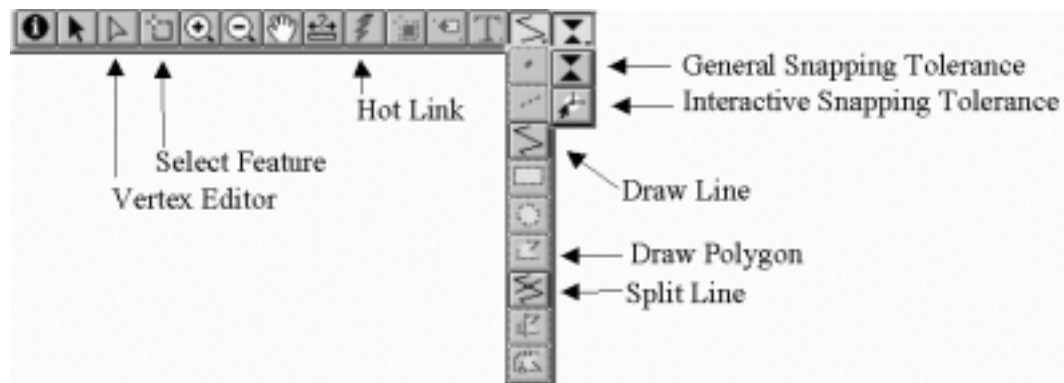 General Snapping Tolerance
Interactive Snapping Tolerance
Hot Link
Select Feature
Vertex Editor
Draw Line
Draw Polygon
Split Line